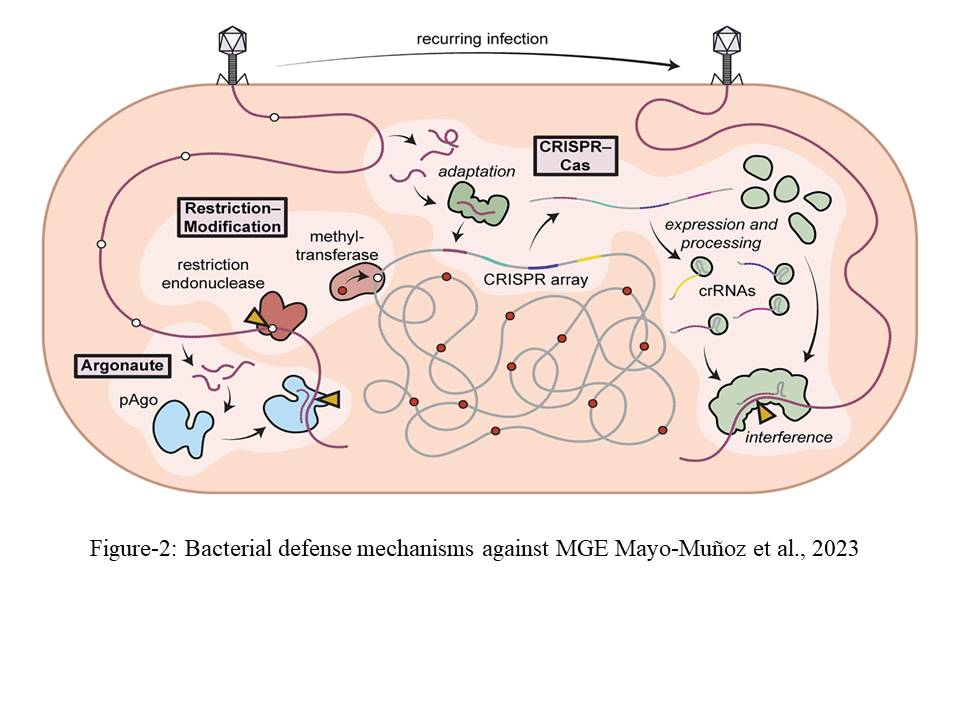 recurring infection
CRISPR–
Cas
adaptation
Restriction–
Modification
methyl-
transferase
restriction
endonuclease
expression and
processing
CRISPR array
crRNAs
Argonaute
pAgo
interference
Figure-2: Bacterial defense mechanisms against MGE Mayo-Muñoz et al., 2023